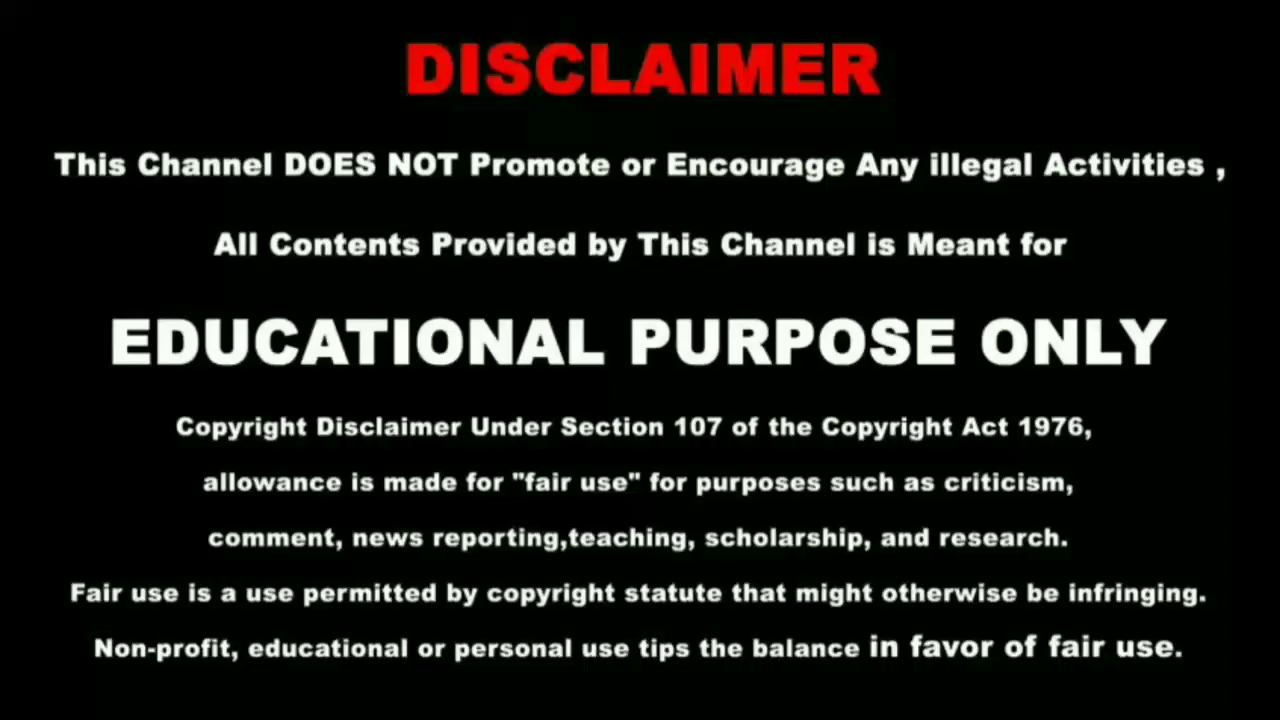 DISCLAIMER
This Channel DOES NOT Promote or Encourage Any illegal Activities ,
All Contents Provided by This Channel is Meant for
EDUCATIONAL PURPOSE ONLY
Copyright Disclaimer Under Section 107 of the Copyright Act 1976,
allowance is made for "fair use" for purposes such as criticism,
comment, news reporting,teaching, scholarship, and research.
Fair use is a use permitted by copyright statute that might otherwise be infringing.
Non-profit, educational or personal use tips the balance in favor of fair use.